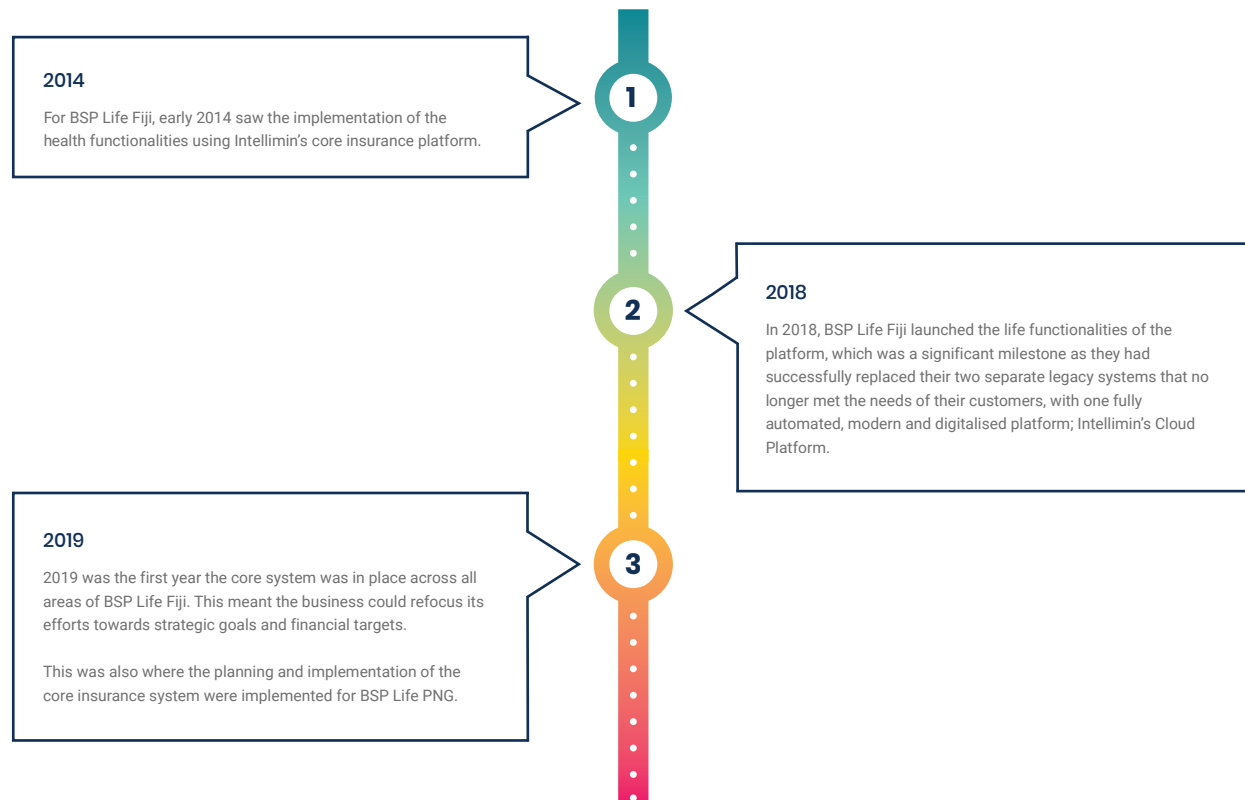 2014
For BSP Life Fiji, early 2014 saw the implementation of the
health functionalities using Intellimin’s core insurance platform.
1
2
2018
In 2018, BSP Life Fiji launched the life functionalities of the
platform, which was a significant milestone as they had
successfully replaced their two separate legacy systems that no
longer met the needs of their customers, with one fully
automated, modern and digitalised platform; Intellimin’s Cloud
Platform.
2019
2019 was the first year the core system was in place across all
areas of BSP Life Fiji. This meant the business could refocus its
efforts towards strategic goals and financial targets.
This was also where the planning and implementation of the
core insurance system were implemented for BSP Life PNG.
3